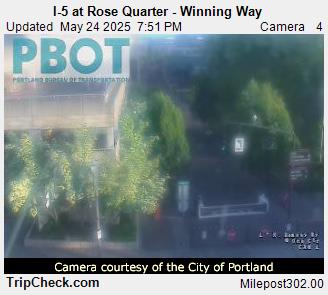 I-5 at Rose Quarter - Winning Way
Updated May 24 2025 7:51 PM Camera 4
PBOT
PORTLAND BUREAU OF TRANSPORTATION
Camera courtesy of the City of Portland
TripCheck.com Milepost302.00